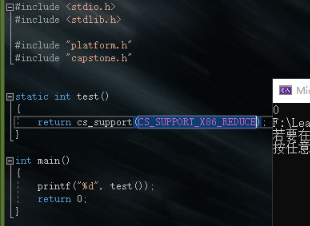 #include <stdio.h>
#include <stdlib.h>
#include "platform.h"
#include "capstone.h"
static int test()
{
return cs_support(CS_SUPPORT_X86_REDUCE);
}
int main()
{
printf("%d", test());
return 0;
}
Mi
0
F:\Lea
若要在
按任意